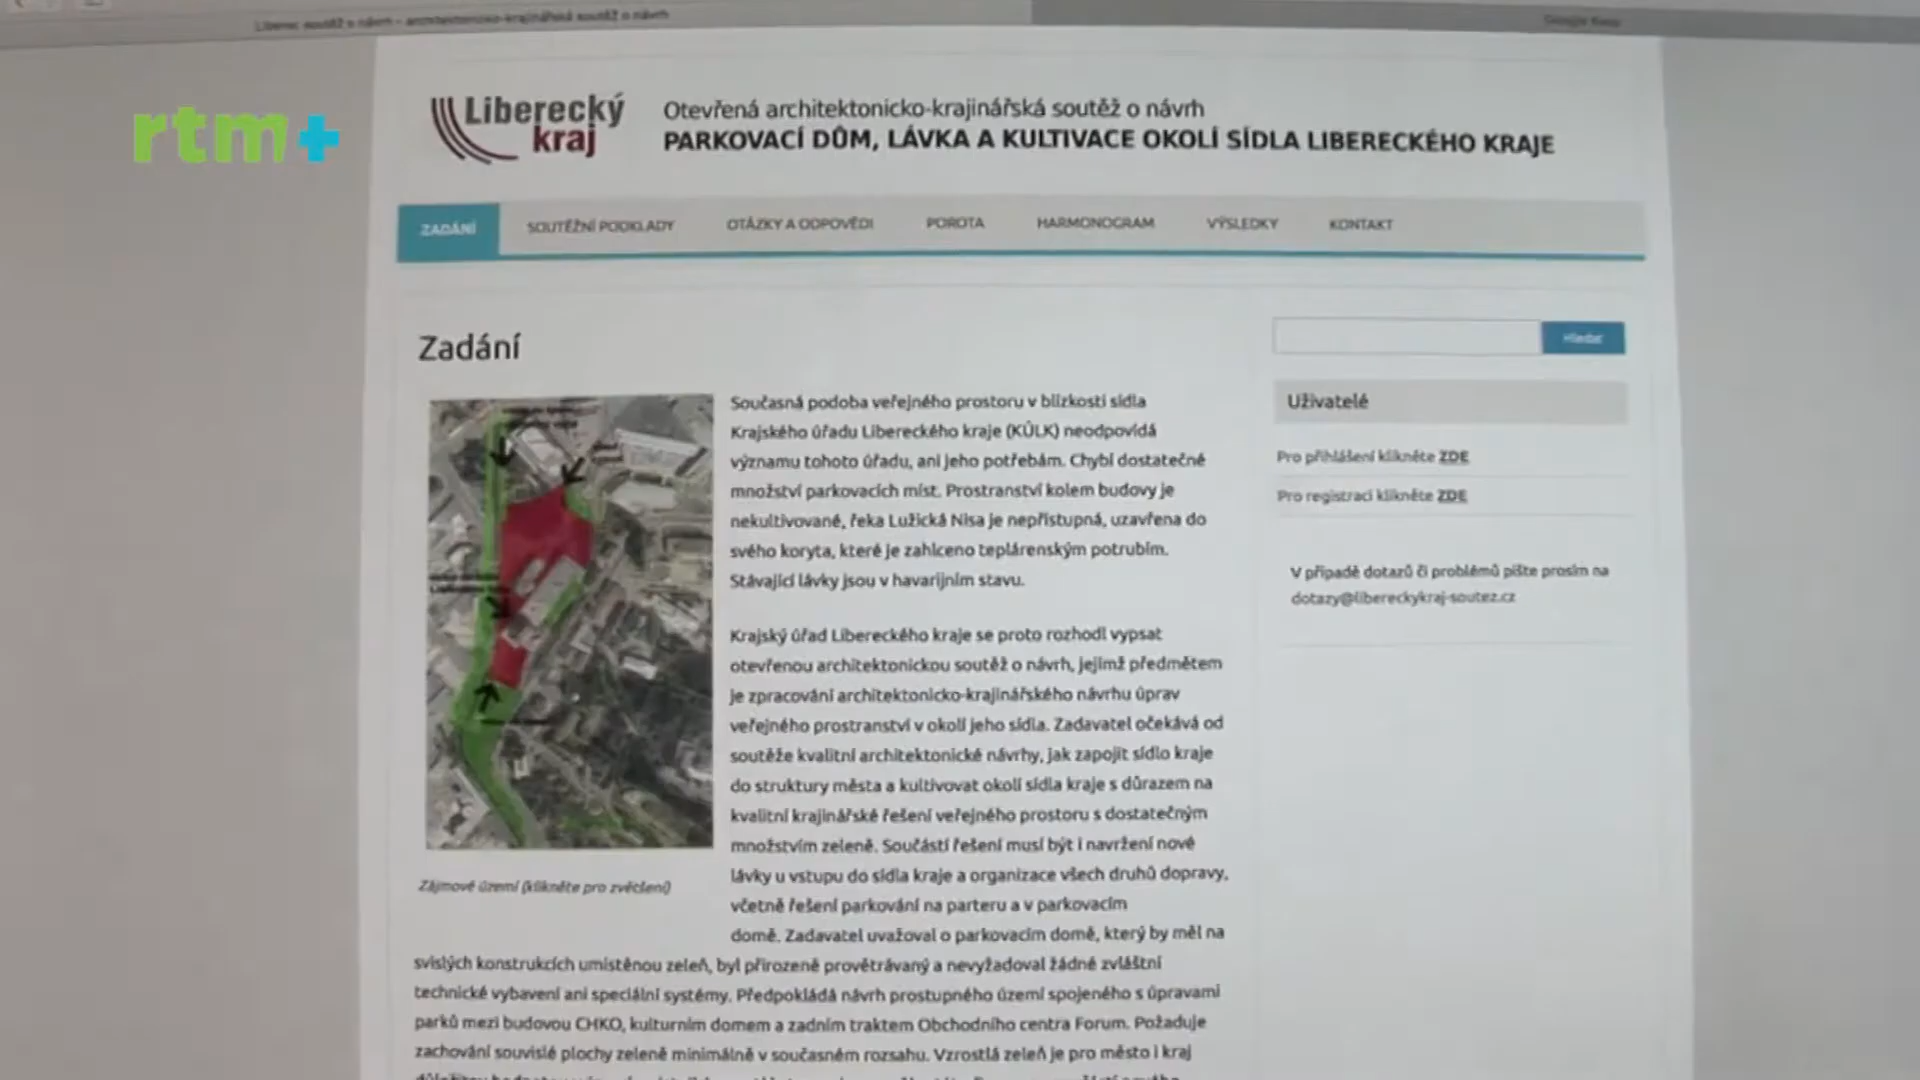 Liberec soutěž o návrh – architektonicko-krajinářská soutěž o návrh
rtm+
Liberecký
kraj
Otevřená architektonicko-krajinářská soutěž o návrh
PARKOVACÍ DŮM, LÁVKA A KULTIVACE OKOLÍ SÍDLA LIBERECKÉHO KRAJE
ZADÁNÍ SOUTĚŽNÍ PODKLADY OTÁZKY A ODPOVĚDI POROTA HARMONOGRAM VÝSLEDKY KONTAKT
Zadání
Hledat
Uživatelé
Pro přihlášení klikněte ZDE
Pro registraci klikněte ZDE
V případě dotazů či problémů pište prosím na
dotazy@libereckykraj-soutez.cz
Současná podoba veřejného prostoru v blízkosti sídla
Krajského úřadu Libereckého kraje (KÚLK) neodpovídá
významu tohoto úřadu, ani jeho potřebám. Chybí dostatečné
množství parkovacích míst. Prostranství kolem budovy je
nekultivované, řeka Lužická Nisa je nepřístupná, uzavřena do
svého koryta, které je zahlceno teplárenským potrubím.
Stávající lávky jsou v havarijním stavu.
Krajský úřad Libereckého kraje se proto rozhodl vypsat
otevřenou architektonickou soutěž o návrh, jejímž předmětem
je zpracování architektonicko-krajinářského návrhu úprav
veřejného prostranství v okolí jeho sídla. Zadavatel očekává od
soutěže kvalitní architektonické návrhy, jak zapojit sídlo kraje
do struktury města a kultivovat okolí sídla kraje s důrazem na
kvalitní krajinářské řešení veřejného prostoru s dostatečným
množstvím zeleně. Součástí řešení musí být i navržení nové
lávky u vstupu do sídla kraje a organizace všech druhů dopravy,
včetně řešení parkování na parteru a v parkovacím
domě. Zadavatel uvažoval o parkovacím domě, který by měl na
svislých konstrukcích umístěnou zeleň, byl přirozeně provětrávaný a nevyžadoval žádné zvláštní
technické vybavení ani speciální systémy. Předpokládá návrh prostupného území spojeného s úpravami
parků mezi budovou CHKO, kulturním domem a zadním traktem Obchodního centra Forum. Požaduje
zachování souvislé plochy zeleně minimálně v současném rozsahu. Vzrostlá zeleň je pro město i kraj
Zájmové území (klikněte pro zvětšení)